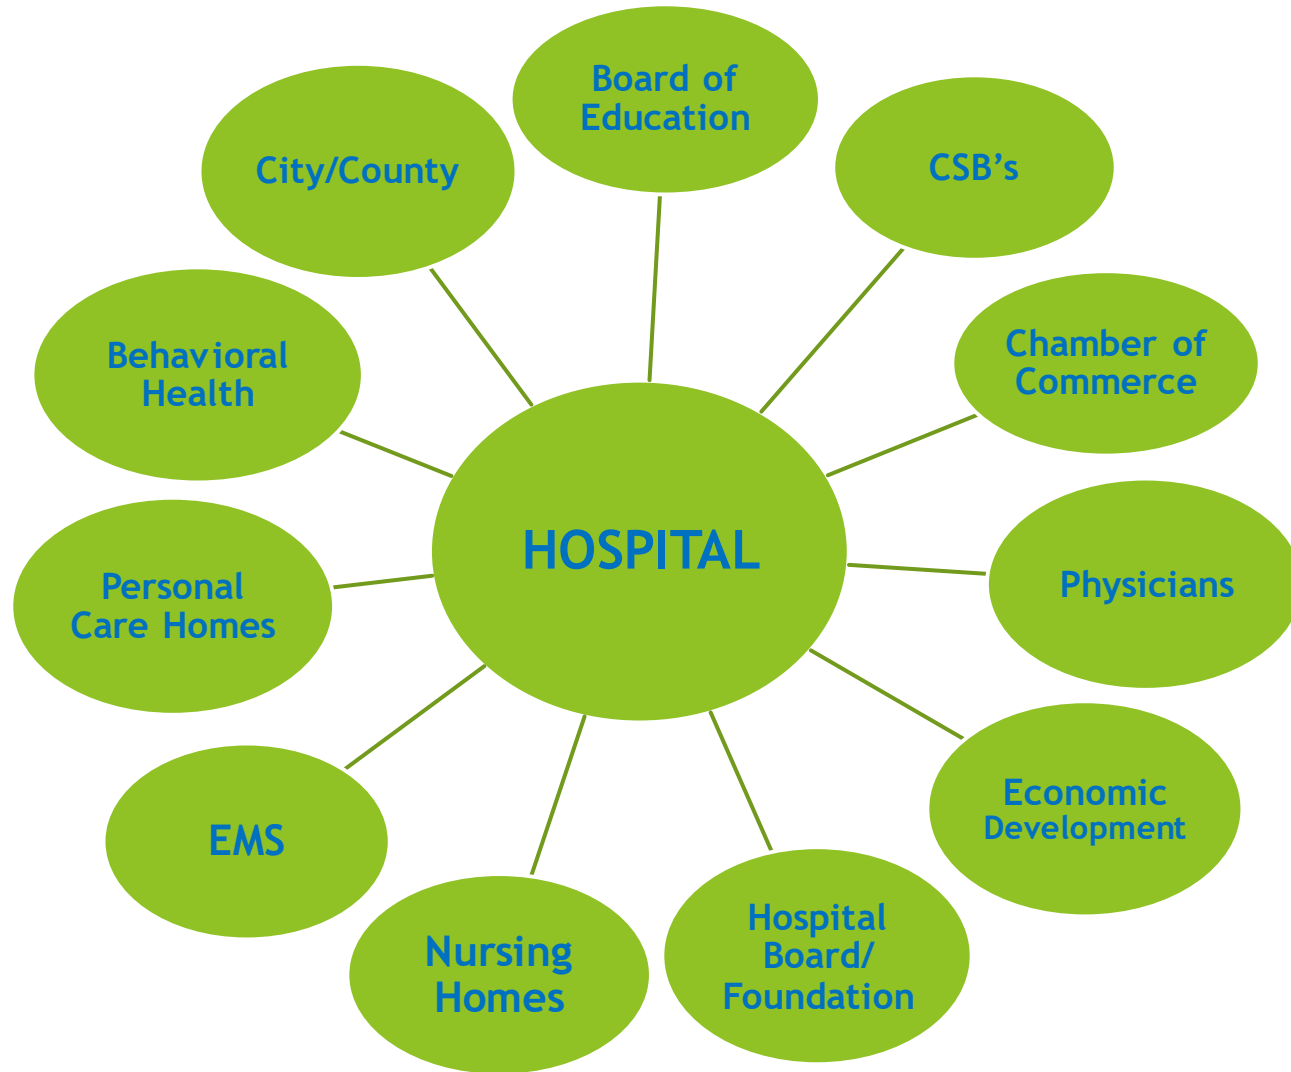 Board of
Education
CSB’s
Chamber of
Commerce
Physicians
Economic
Development
Hospital
Board/
Foundation
Nursing
Homes
EMS
Personal
Care Homes
Behavioral
Health
City/County
HOSPITAL